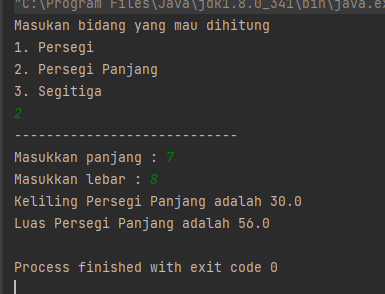 "C:\Program Files\Java\jdk1.8.0_341\bin\java.ex
Masukan bidang yang mau dihitung
1. Persegi
2. Persegi Panjang
3. Segitiga
2
----------------------------
Masukkan panjang : 7
Masukkan lebar : 8
Keliling Persegi Panjang adalah 30.0
Luas Persegi Panjang adalah 56.0
Process finished with exit code 0